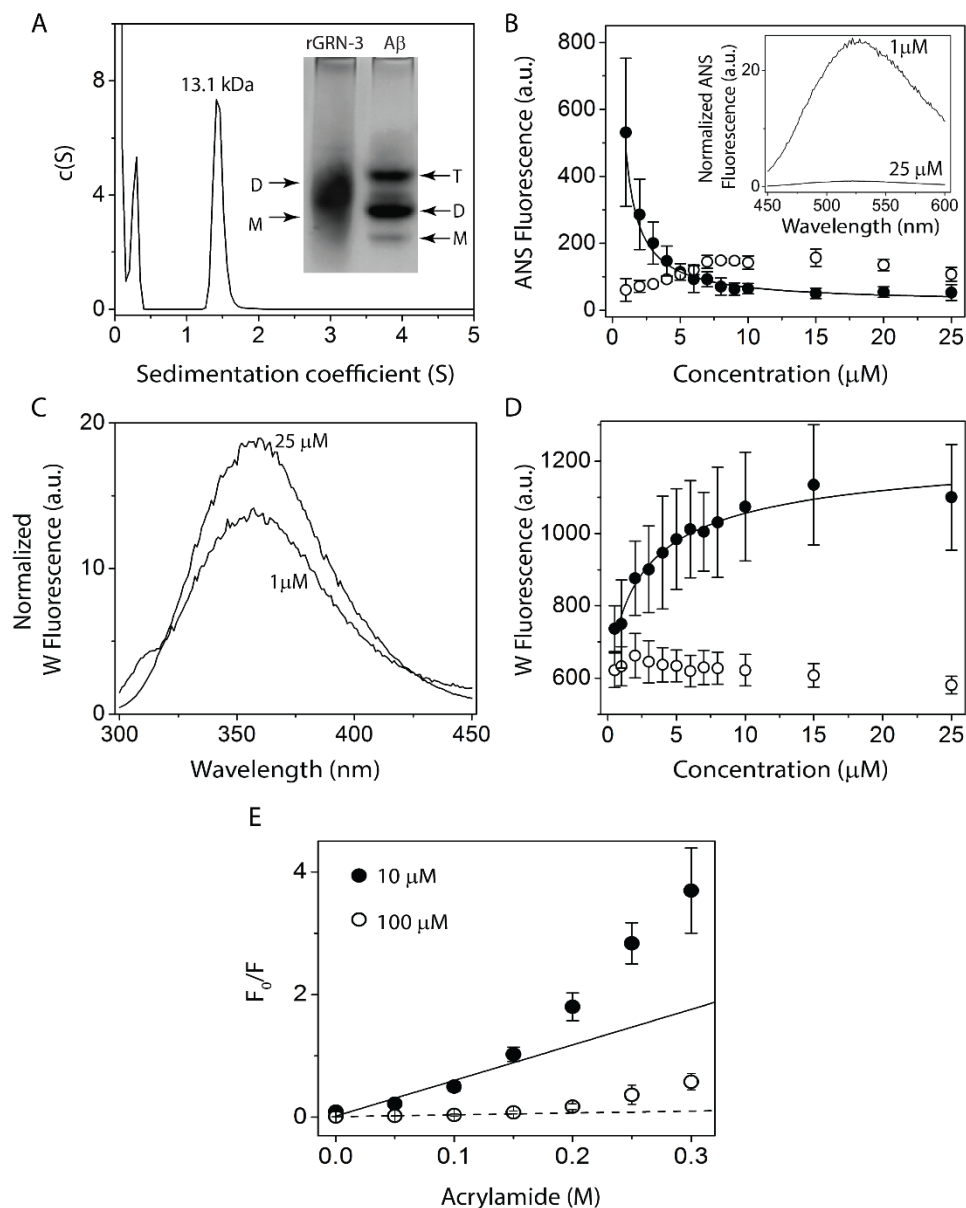 A
8
4
0
c(S)
13.1 kDa
rGRN-3
Aβ
D
M
T
D
M
0
1
2
3
4
5
Sedimentation coefficient (S)
B
800
600
400
200
0
ANS Fluorescence (a.u.)
0
5
10
15
20
25
Concentration (μM)
Normalized ANS
Fluorescence (a.u.)
20
0
1μM
25 μM
450
500
550
600
Wavelength (nm)
C
20
10
0
Normalized
W Fluorescence (a.u.)
25 μM
1μM
300
350
400
450
Wavelength (nm)
D
1200
1000
800
600
W Fluorescence (a.u.)
0
5
10
15
20
25
Concentration (μM)
E
4
2
0
F₀/F
10 μM
100 μM
0.0
0.1
0.2
0.3
Acrylamide (M)